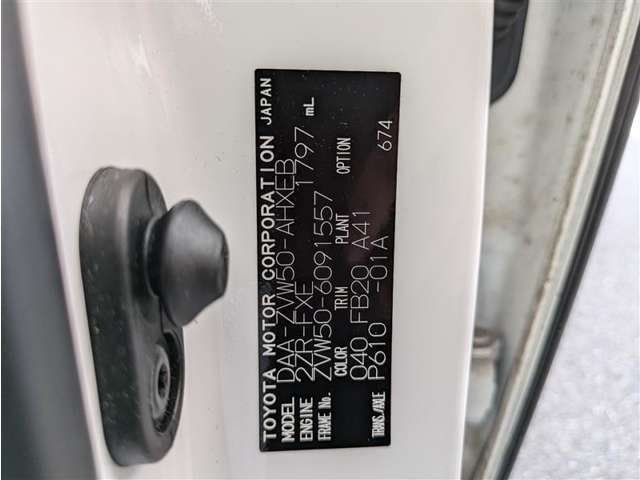 TOYOTA MOTOR CORPORATION JAPAN
MODEL DAA-ZVW50-AHXEB
ENGINE 2ZR-FXE 1797 mL
FRAME No. ZVW50-6091557
COLOR TRIM PLANT OPTION
040 FB20 A41
TRANS/AXLE P610 -01A 674